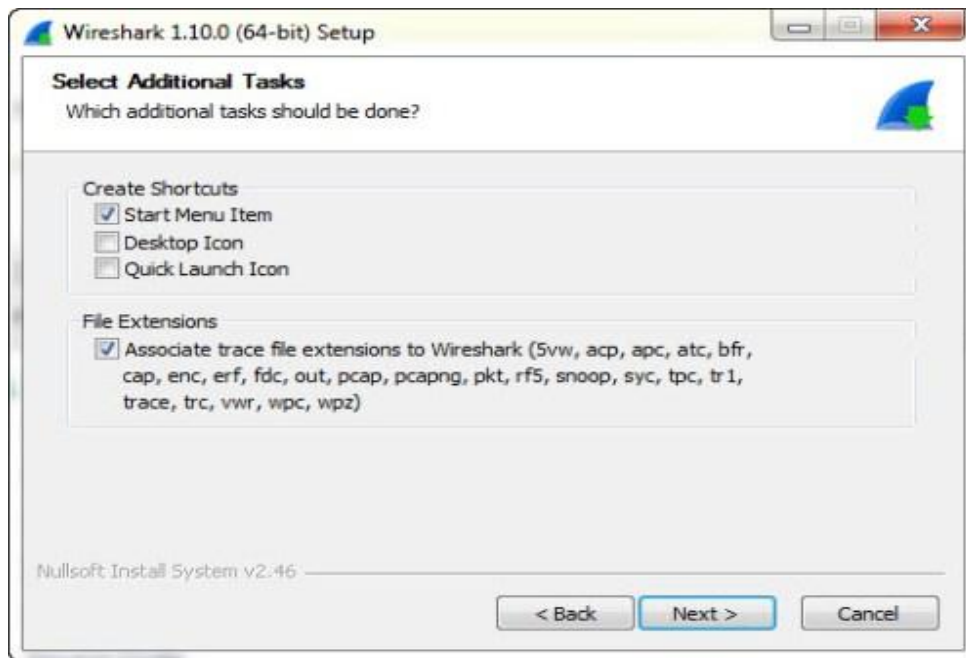 Wireshark 1.10.0 (64-bit) Setup
Select Additional Tasks
Which additional tasks should be done?
Create Shortcuts
Start Menu Item
Desktop Icon
Quick Launch Icon
File Extensions
Associate trace file extensions to Wireshark (5vw, acp, apc, atc, bfr,
cap, enc, erf, fdc, out, pcap, pcapng, pkt, rf5, snoop, syc, tpc, tr1,
trace, trc, vwr, wpc, wpz)
Nullsoft Install System v2.46
< Back
Next >
Cancel